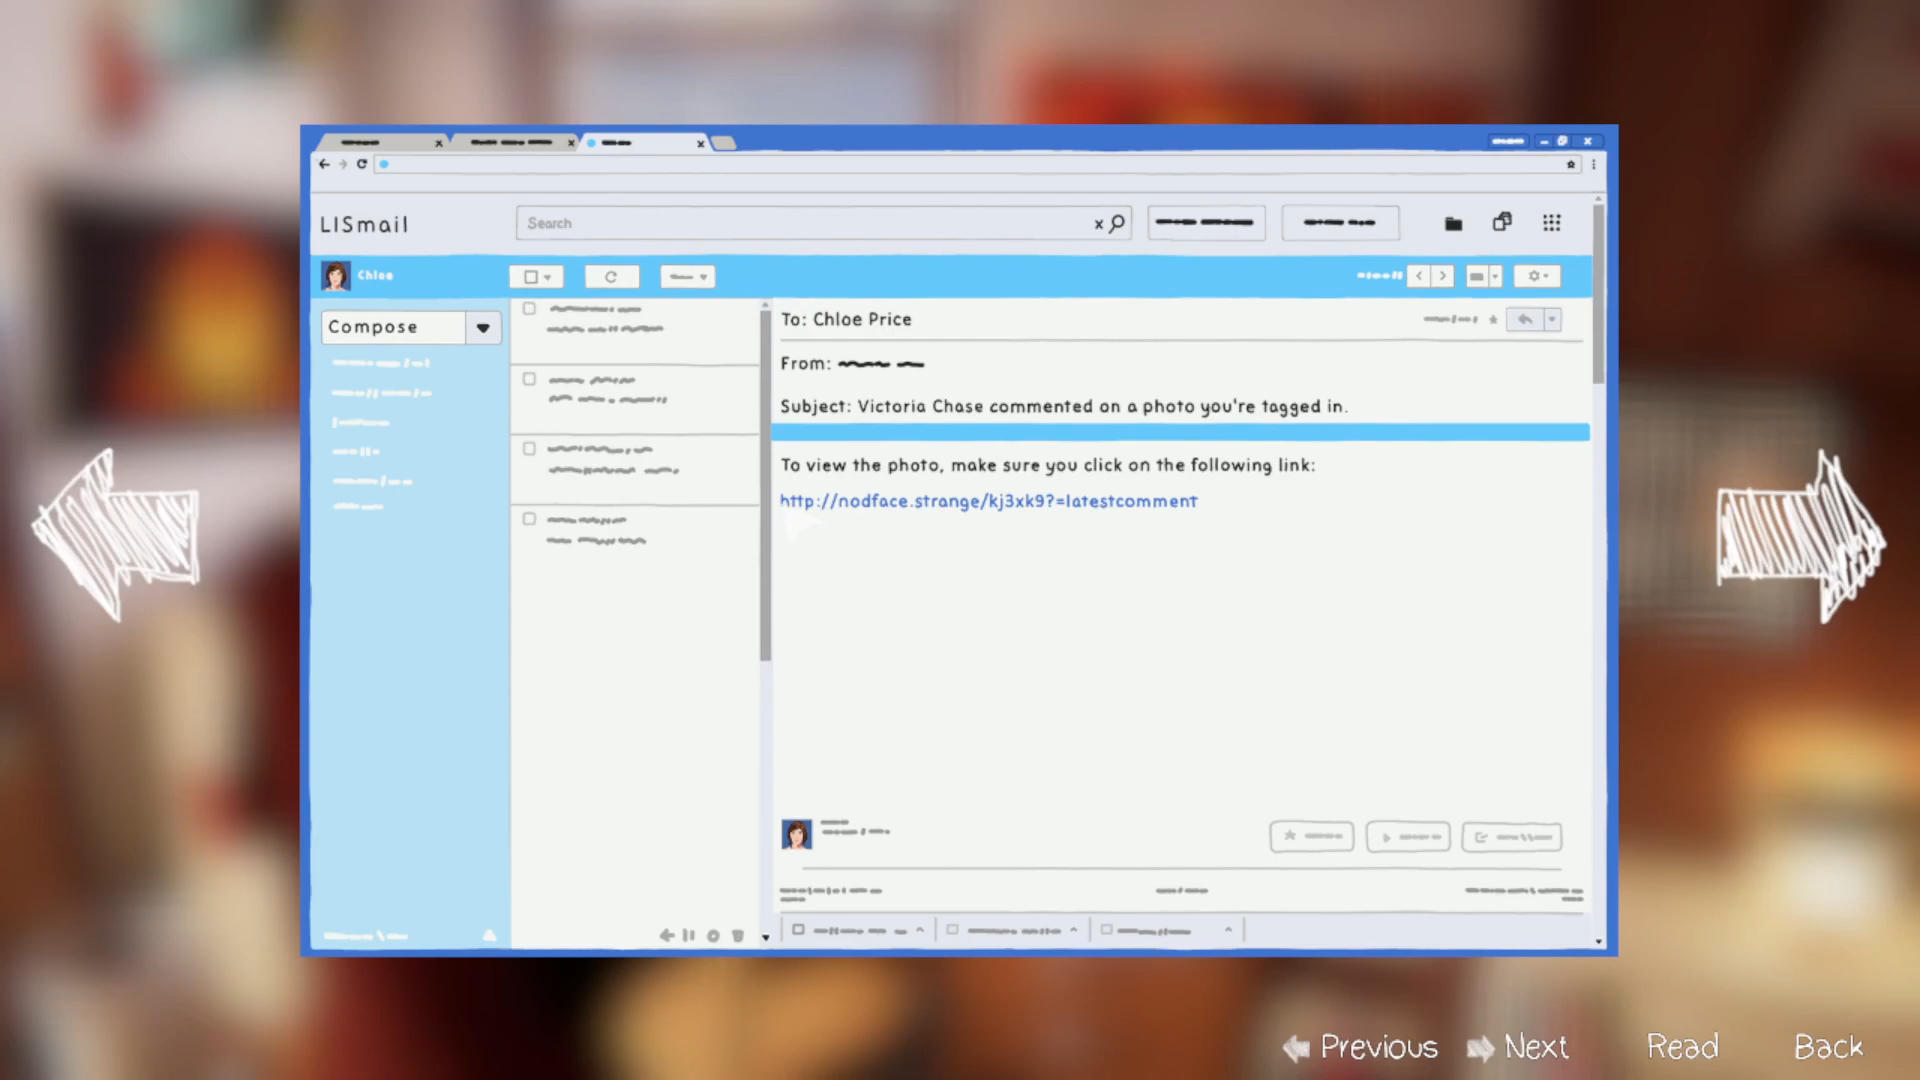 LISmail
Search
x
Chloe
Compose
To: Chloe Price
From:
Subject: Victoria Chase commented on a photo you're tagged in.
To view the photo, make sure you click on the following link:
http://nodface.strange/kj3xk9?=latestcomment
Previous
Next
Read
Back